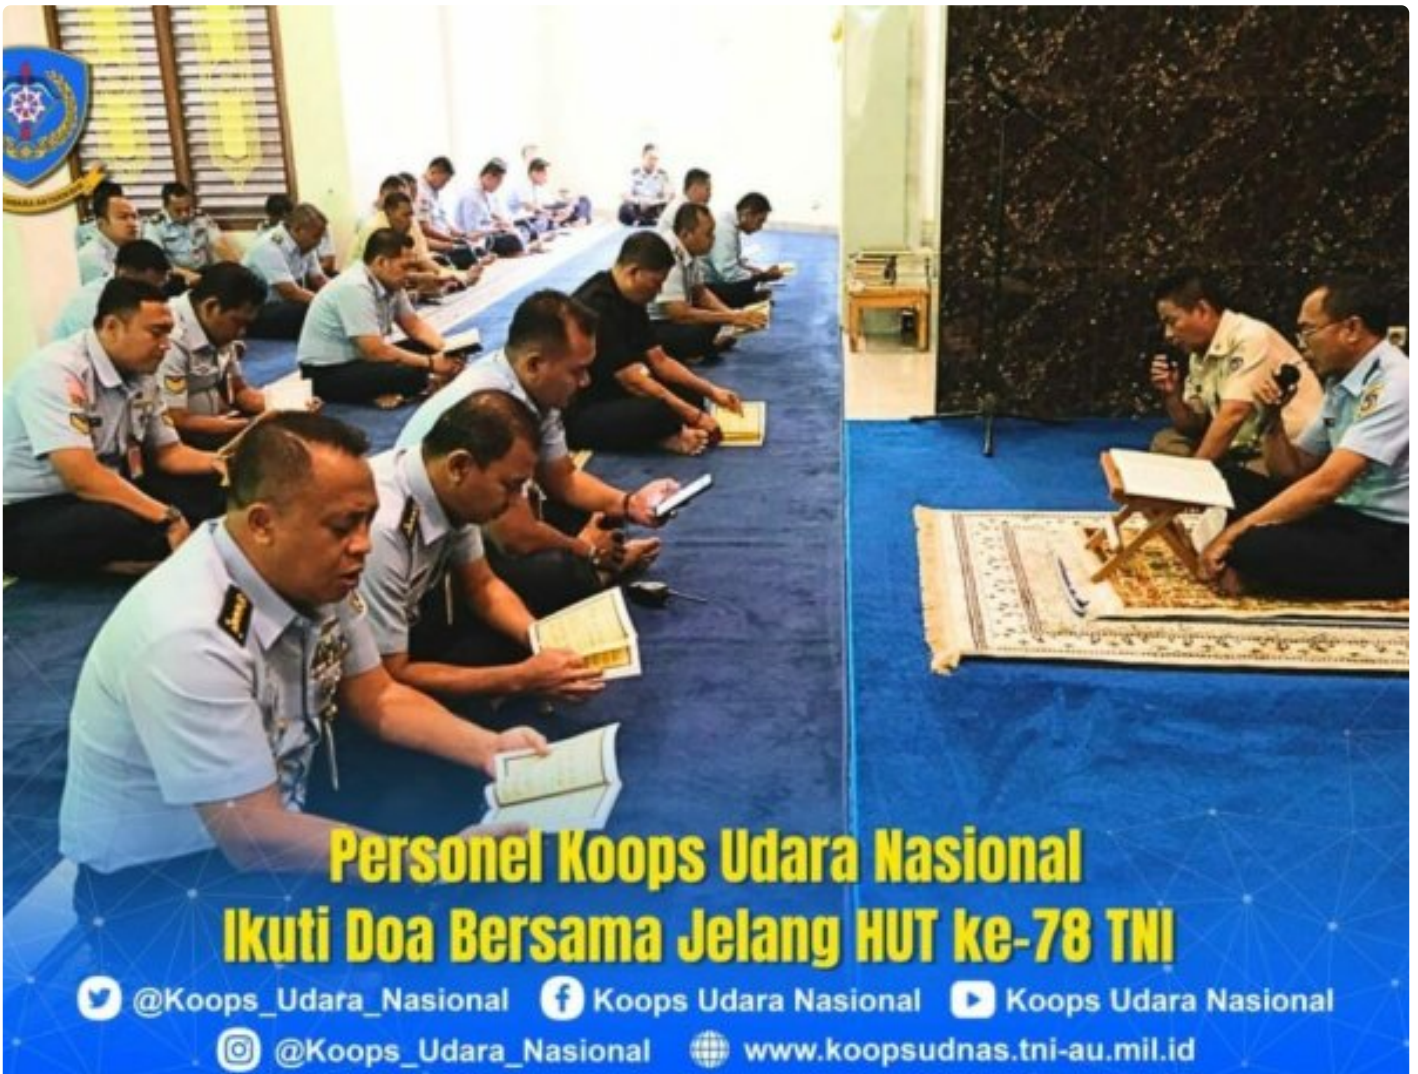 Personel Koops Udara Nasional
Ikuti Doa Bersama Jelang HUT ke-78 TNI
@Koops_Udara_Nasional Koops Udara Nasional Koops Udara Nasional
@Koops_Udara_Nasional www.koopsudnas.tni-au.mil.id